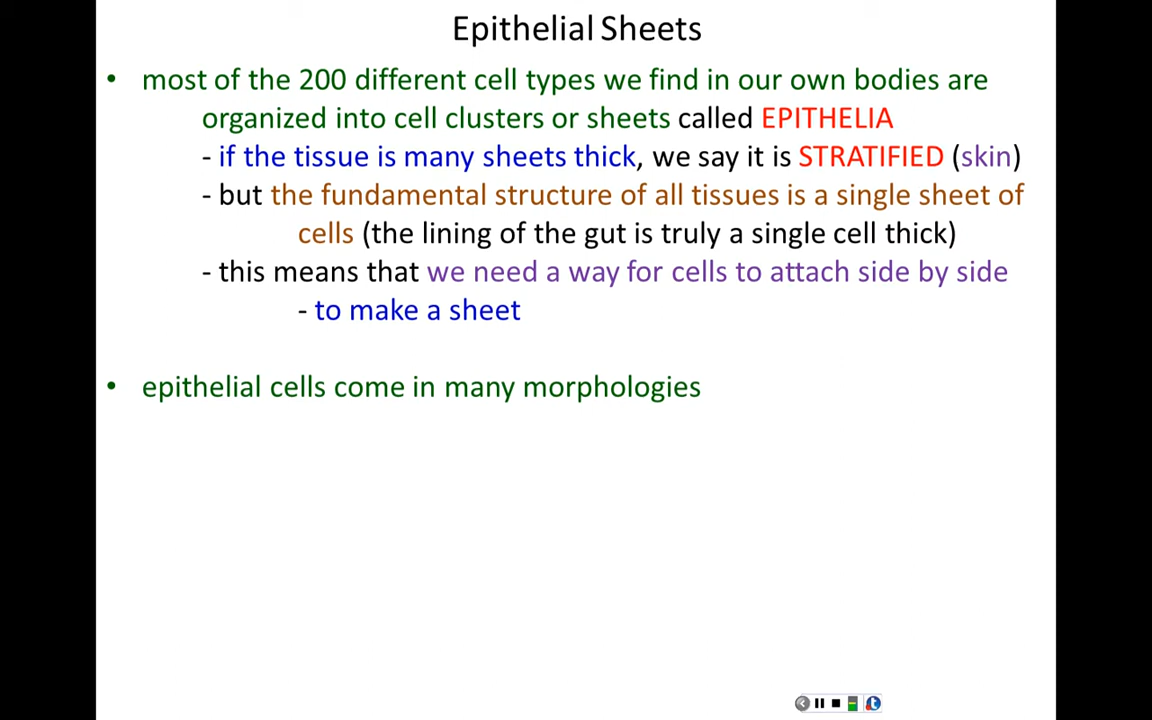 Epithelial Sheets
• most of the 200 different cell types we find in our own bodies are
organized into cell clusters or sheets called EPITHELIA
- if the tissue is many sheets thick, we say it is STRATIFIED (skin)
- but the fundamental structure of all tissues is a single sheet of
cells (the lining of the gut is truly a single cell thick)
- this means that we need a way for cells to attach side by side
- to make a sheet
• epithelial cells come in many morphologies